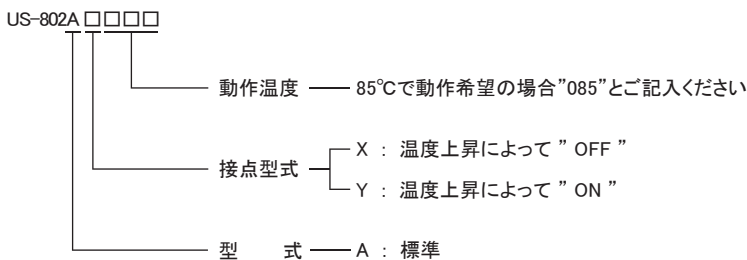 US-802A□□□□
動作温度 85℃で動作希望の場合”085”とご記入ください
接点型式 X : 温度上昇によって ” OFF ”
Y : 温度上昇によって ” ON ”
型 式 A : 標準